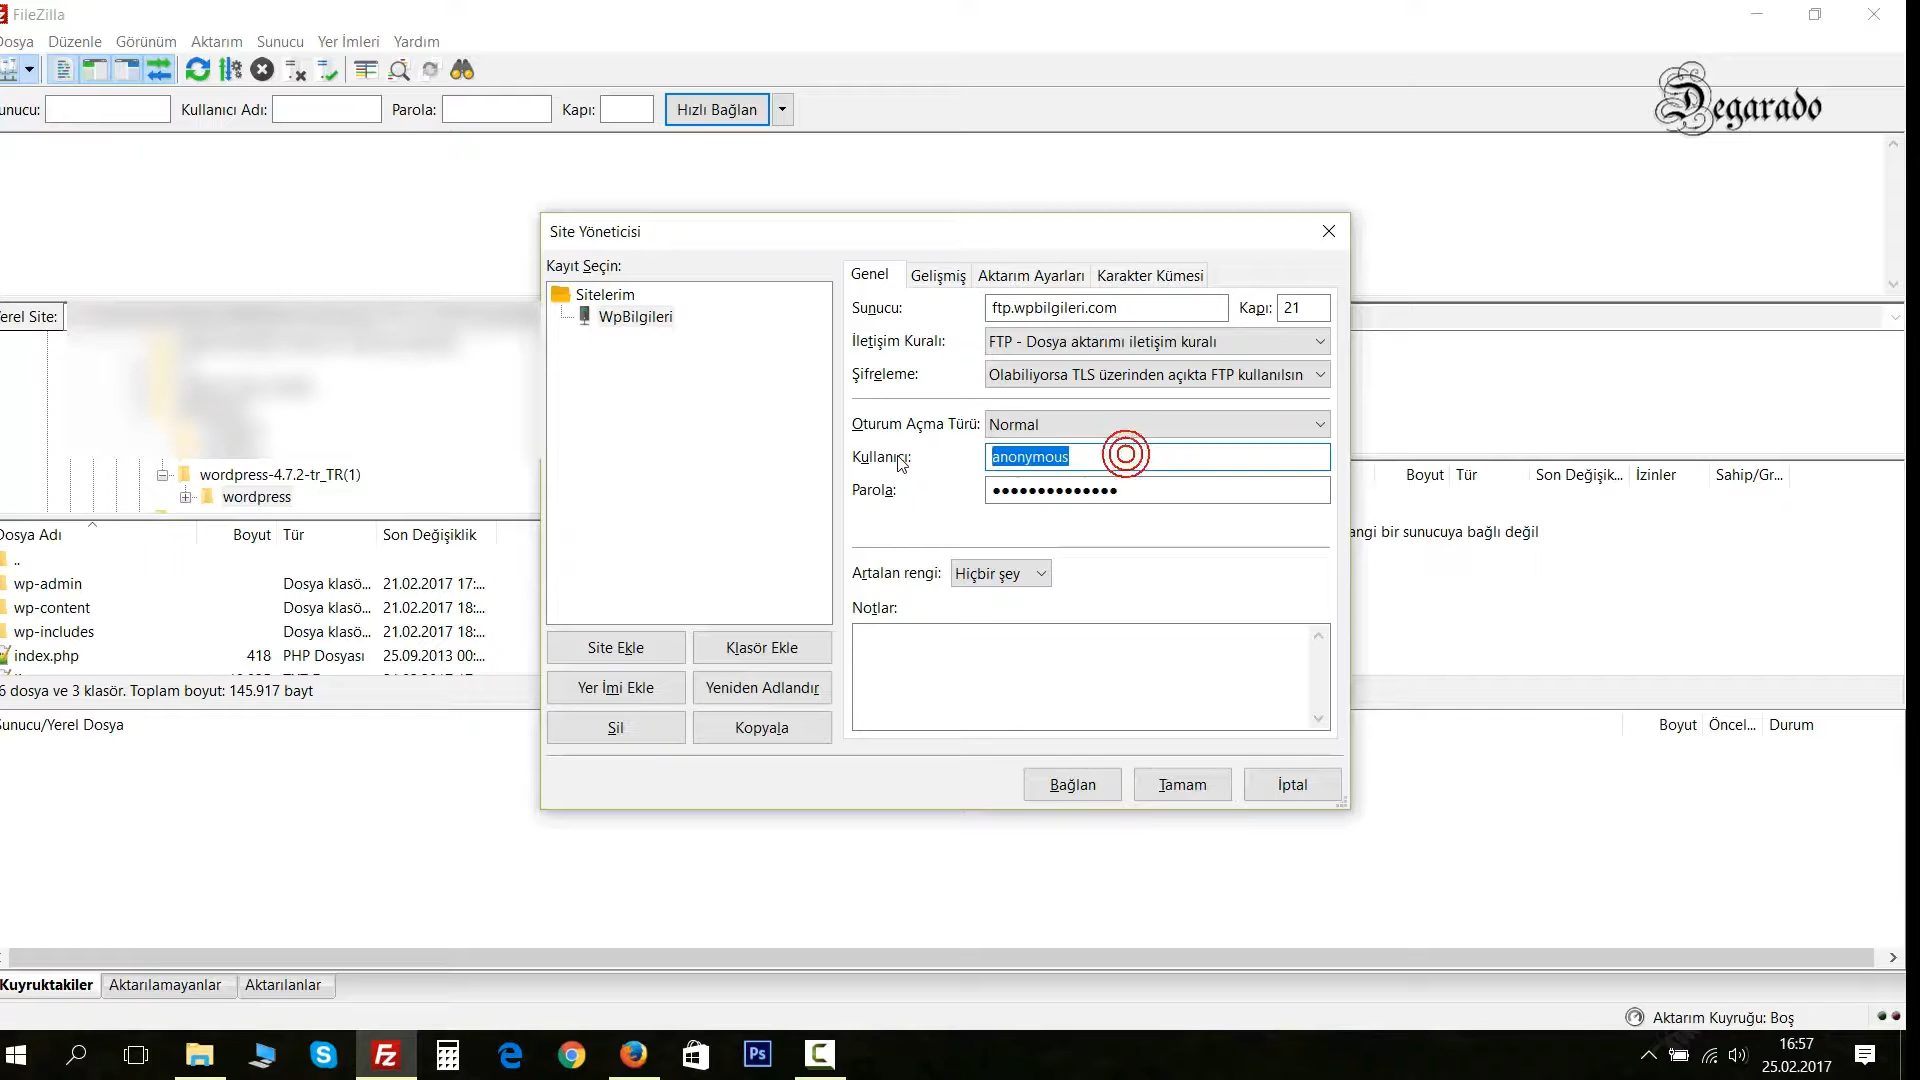 FileZilla
Dosya Düzenle Görünüm Aktarım Sunucu Yer İmleri Yardım
unucu: Kullanıcı Adı: Parola: Kapı: Hızlı Bağlan
Degarado
Site Yöneticisi
Kayıt Seçin:
Sitelerim
WpBilgileri
Genel Gelişmiş Aktarım Ayarları Karakter Kümesi
Sunucu: ftp.wpbilgileri.com Kapı: 21
İletişim Kuralı: FTP - Dosya aktarımı iletişim kuralı
Şifreleme: Olabiliyorsa TLS üzerinden açıkta FTP kullanılsın
Oturum Açma Türü: Normal
Kullanıcı: anonymous
Parola: ••••••••••••••
Artalan rengi: Hiçbir şey
Notlar:
Site Ekle Klasör Ekle
Yer İmi Ekle Yeniden Adlandır
Sil Kopyala
Bağlan Tamam İptal
erel Site:
wordpress-4.7.2-tr_TR(1)
wordpress
Dosya Adı Boyut Tür Son Değişiklik
..
wp-admin Dosya klasö... 21.02.2017 17:...
wp-content Dosya klasö... 21.02.2017 18:...
wp-includes Dosya klasö... 21.02.2017 18:...
index.php 418 PHP Dosyası 25.09.2013 00:...
6 dosya ve 3 klasör. Toplam boyut: 145.917 bayt
Boyut Tür Son Değişik... İzinler Sahip/Gr...
angi bir sunucuya bağlı değil
Sunucu/Yerel Dosya Boyut Öncel... Durum
Kuyruktakiler Aktarılamayanlar Aktarılanlar
Aktarım Kuyruğu: Boş
Ps
16:57
25.02.2017